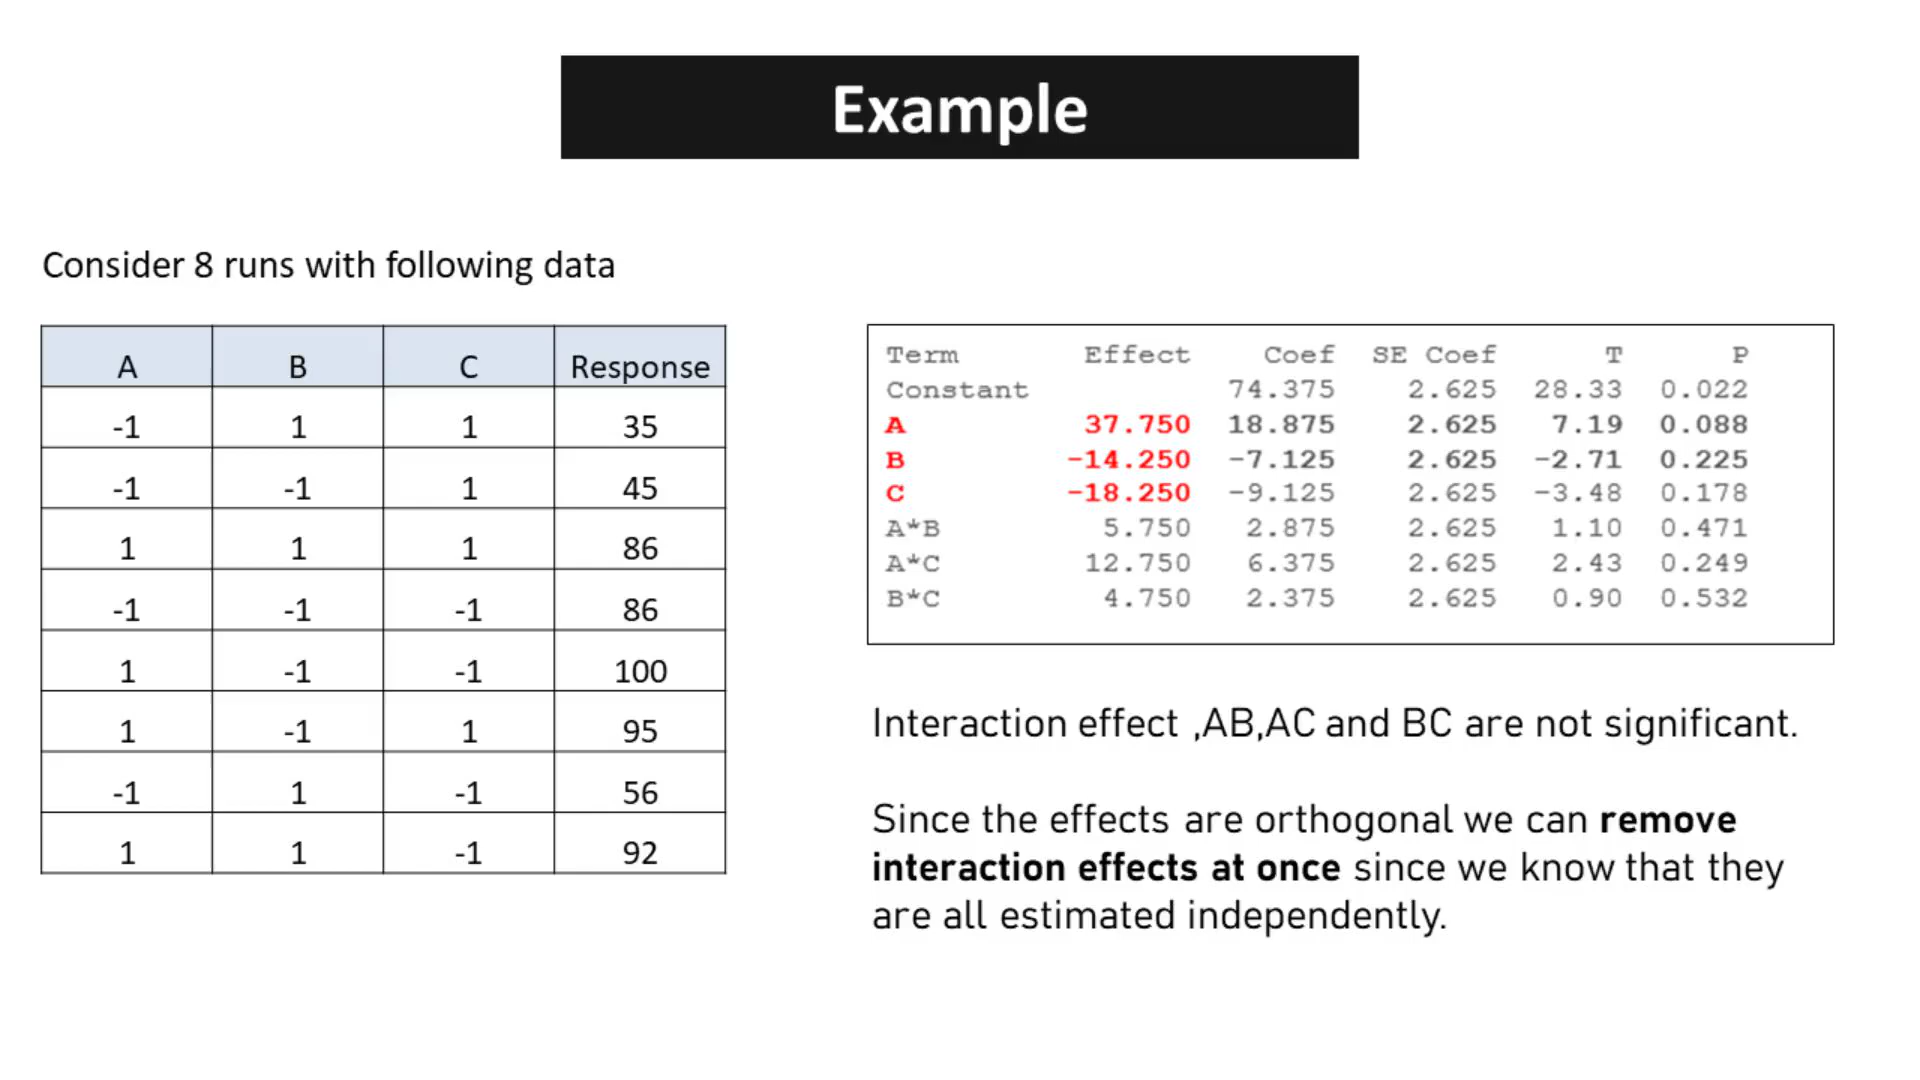 Example
Consider 8 runs with following data
A B C Response
-1 1 1 35
-1 -1 1 45
1 1 1 86
-1 -1 -1 86
1 -1 -1 100
1 -1 1 95
-1 1 -1 56
1 1 -1 92
Term Effect Coef SE Coef T P
Constant 74.375 2.625 28.33 0.022
A 37.750 18.875 2.625 7.19 0.088
B -14.250 -7.125 2.625 -2.71 0.225
C -18.250 -9.125 2.625 -3.48 0.178
A*B 5.750 2.875 2.625 1.10 0.471
A*C 12.750 6.375 2.625 2.43 0.249
B*C 4.750 2.375 2.625 0.90 0.532
Interaction effect ,AB,AC and BC are not significant.
Since the effects are orthogonal we can remove
interaction effects at once since we know that they
are all estimated independently.